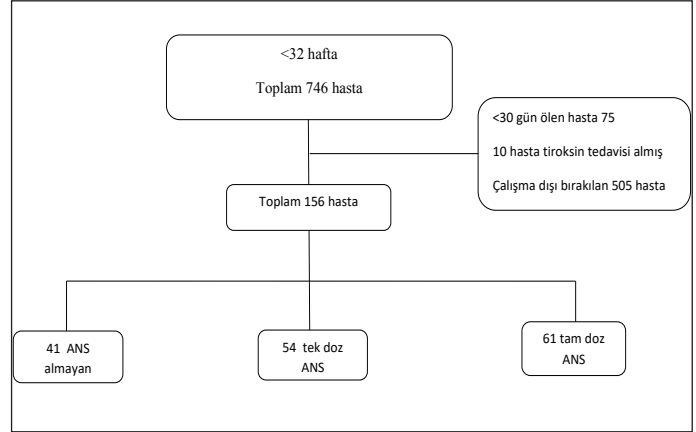 <32 hafta
Toplam 746 hasta
<30 gün ölen hasta 75
10 hasta tiroksin tedavisi almış
Çalışma dışı bırakılan 505 hasta
Toplam 156 hasta
41 ANS
almayan
54 tek doz
ANS
61 tam doz
ANS